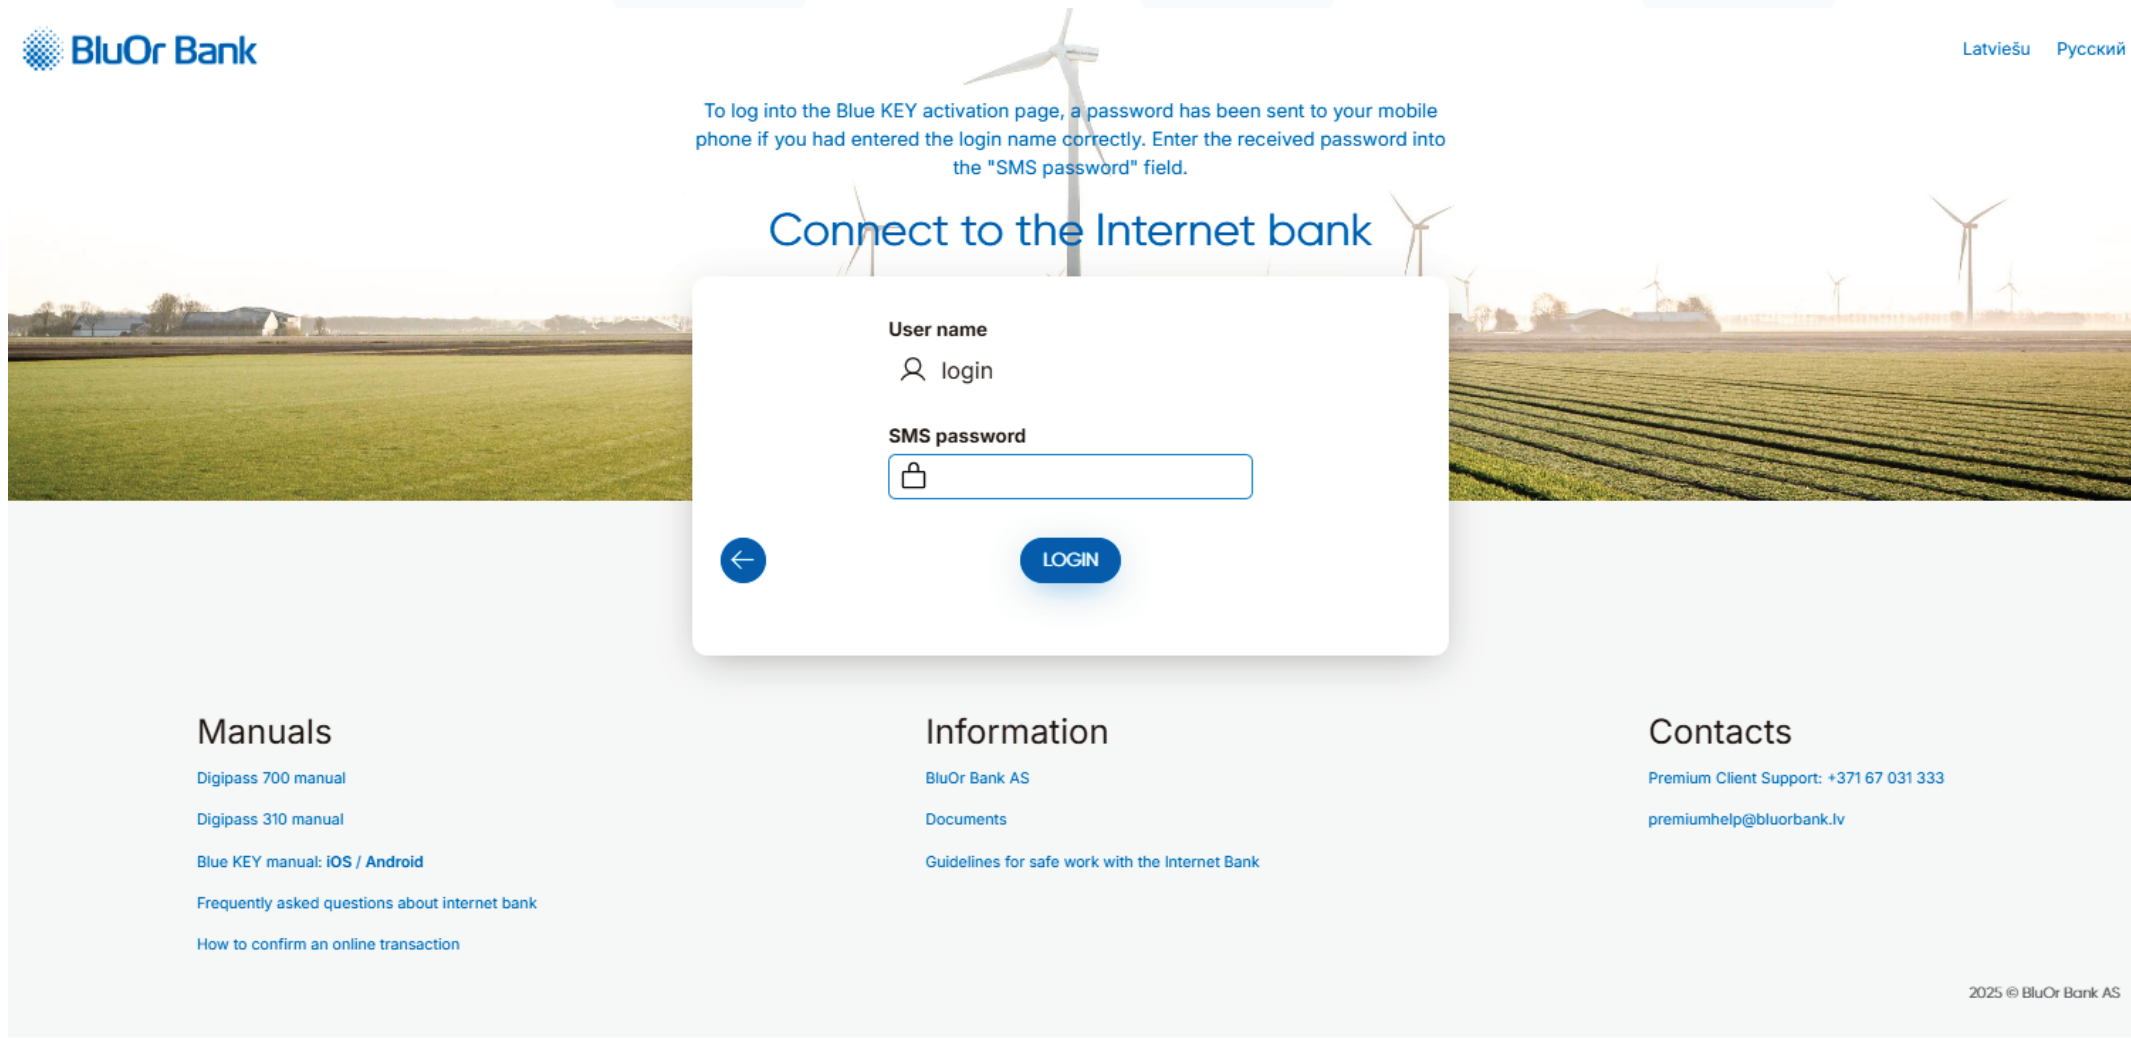 BluOr Bank
Latviešu Русский
To log into the Blue KEY activation page, a password has been sent to your mobile
phone if you had entered the login name correctly. Enter the received password into
the "SMS password" field.
Connect to the Internet bank
User name
login
SMS password
LOGIN
Manuals
Digipass 700 manual
Digipass 310 manual
Blue KEY manual: iOS / Android
Frequently asked questions about internet bank
How to confirm an online transaction
Information
BluOr Bank AS
Documents
Guidelines for safe work with the Internet Bank
Contacts
Premium Client Support: +371 67 031 333
premiumhelp@bluorbank.lv
2025 © BluOr Bank AS